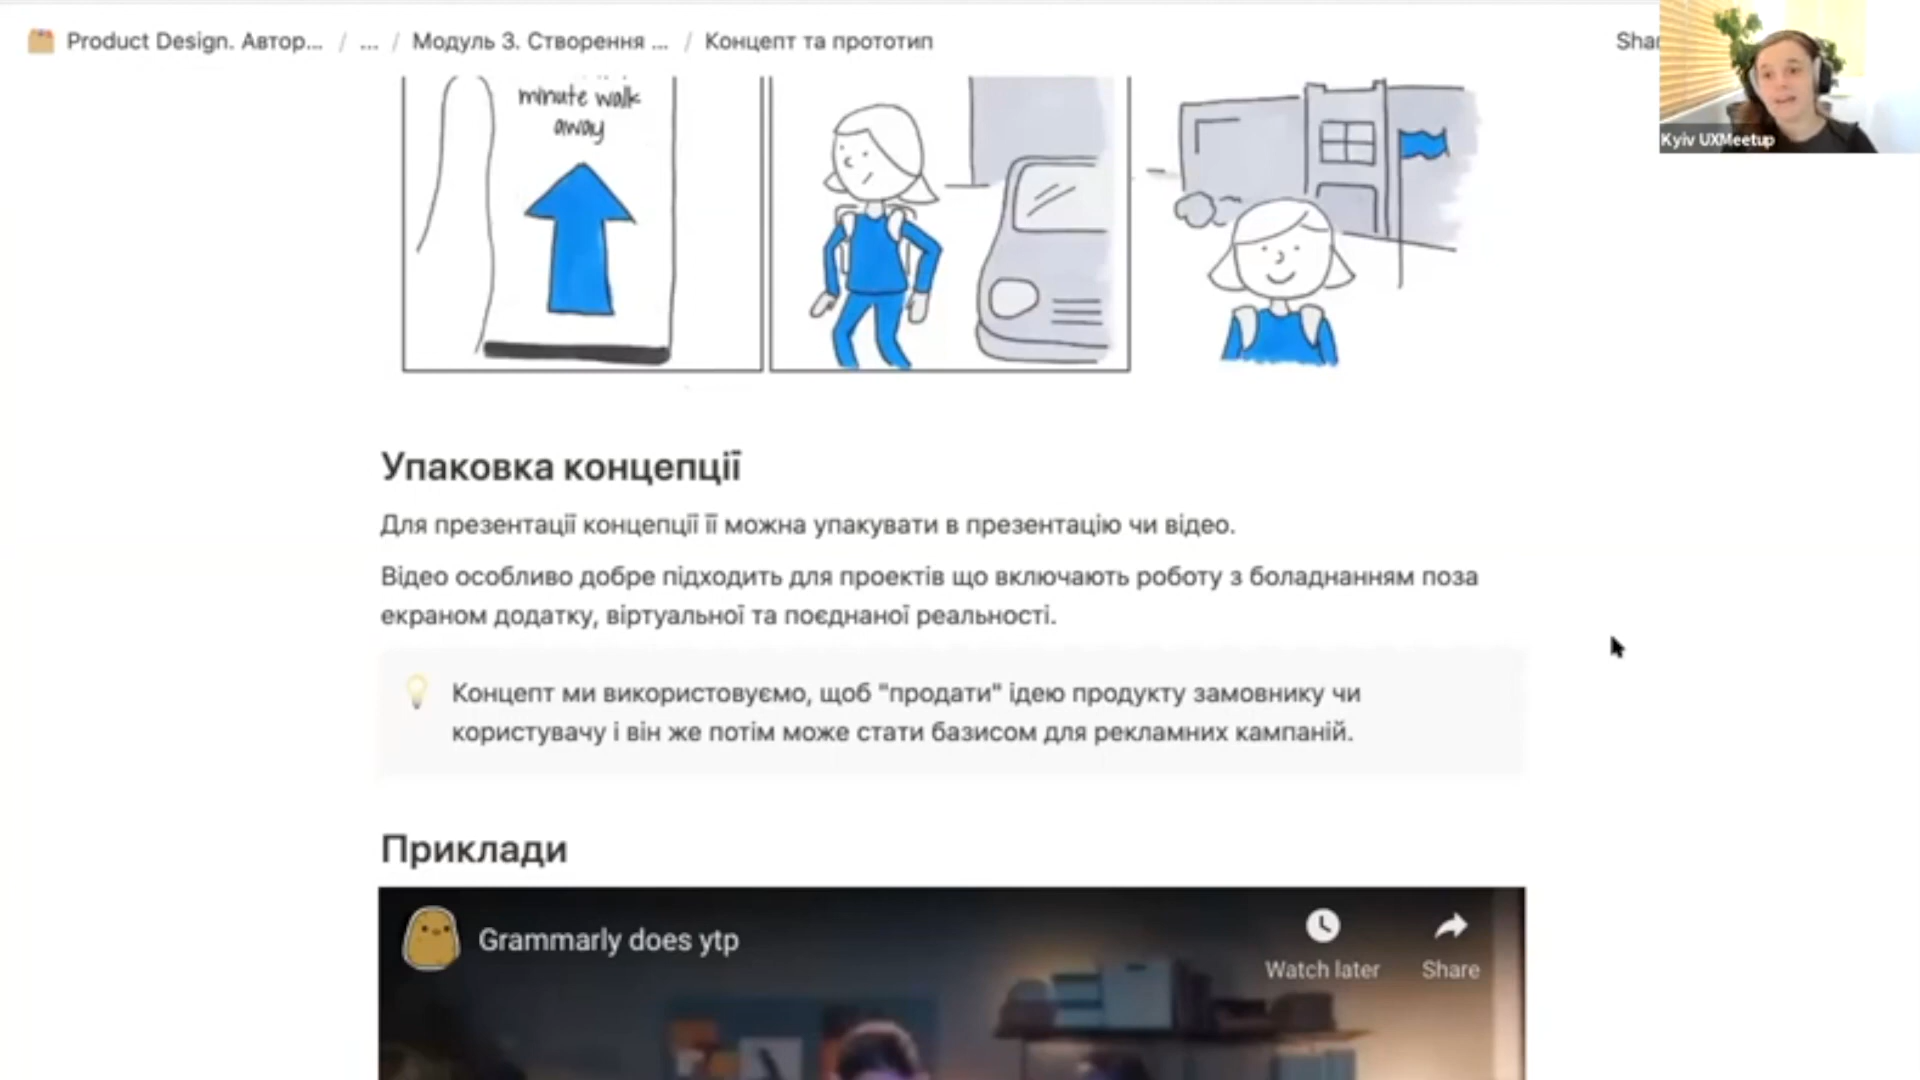 Product Design. Автор... / ... / Модуль 3. Створення ... / Концепт та прототип
Sha
Kyiv UXMeetup
minute walk
away
Упаковка концепції
Для презентації концепції її можна упакувати в презентацію чи відео.
Відео особливо добре підходить для проектів що включають роботу з боладнанням поза
екраном додатку, віртуальної та поєднаної реальності.
Концепт ми використовуємо, щоб "продати" ідею продукту замовнику чи
користувачу і він же потім може стати базисом для рекламних кампаній.
Приклади
Grammarly does ytp
Watch later
Share